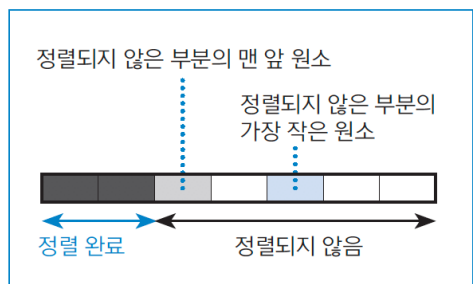 정렬되지 않은 부분의 맨 앞 원소
정렬되지 않은 부분의
가장 작은 원소
정렬 완료
정렬되지 않음